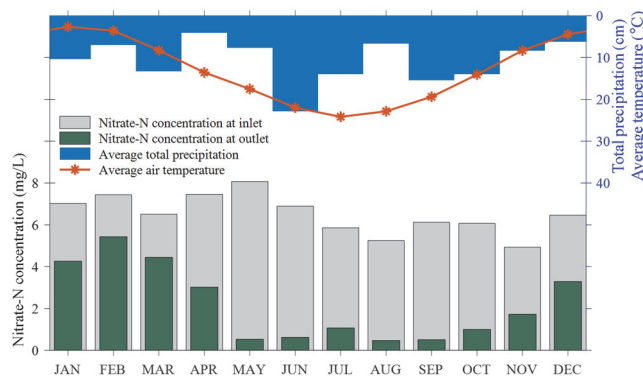 0
10
20
30
40
Total precipitation (cm)
Average temperature (°C)
Nitrate-N concentration at inlet
Nitrate-N concentration at outlet
Average total precipitation
Average air temperature
Nitrate-N concentration (mg/L)
8
6
4
2
0
JAN FEB MAR APR MAY JUN JUL AUG SEP OCT NOV DEC